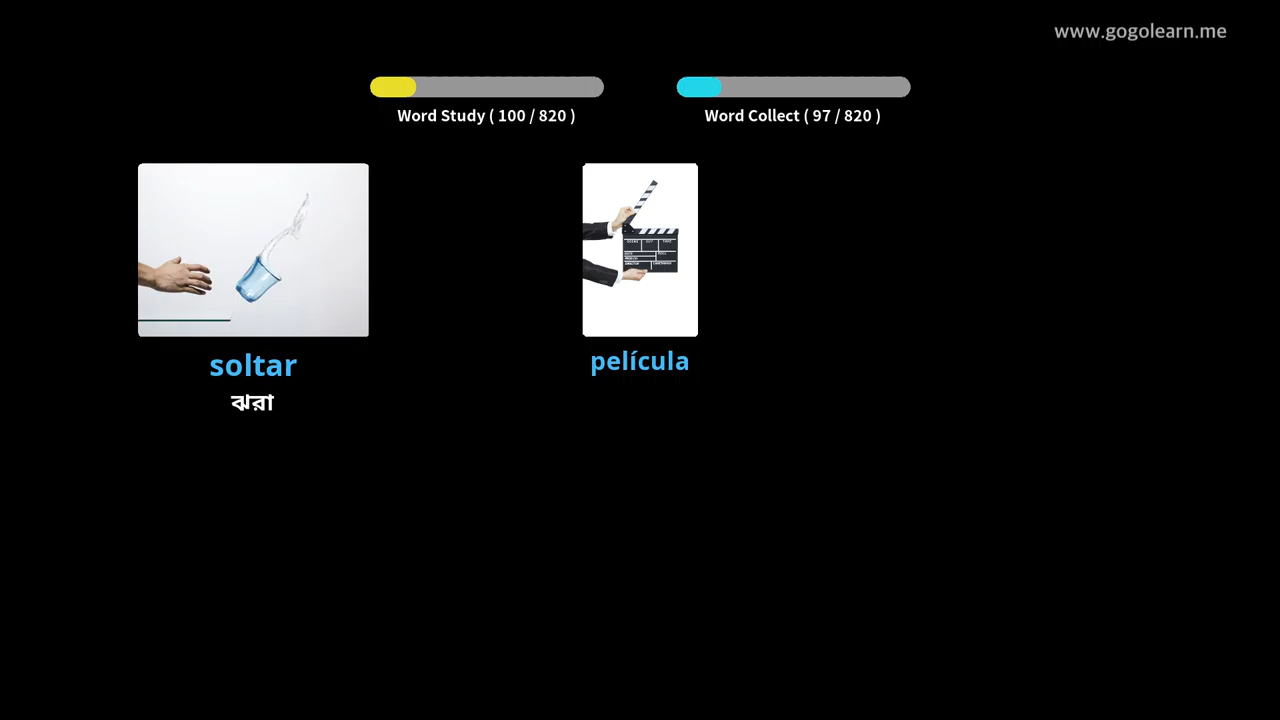 www.gogolearn.me
Word Study ( 100 / 820 )
Word Collect ( 97 / 820 )
soltar
película
ঝরা